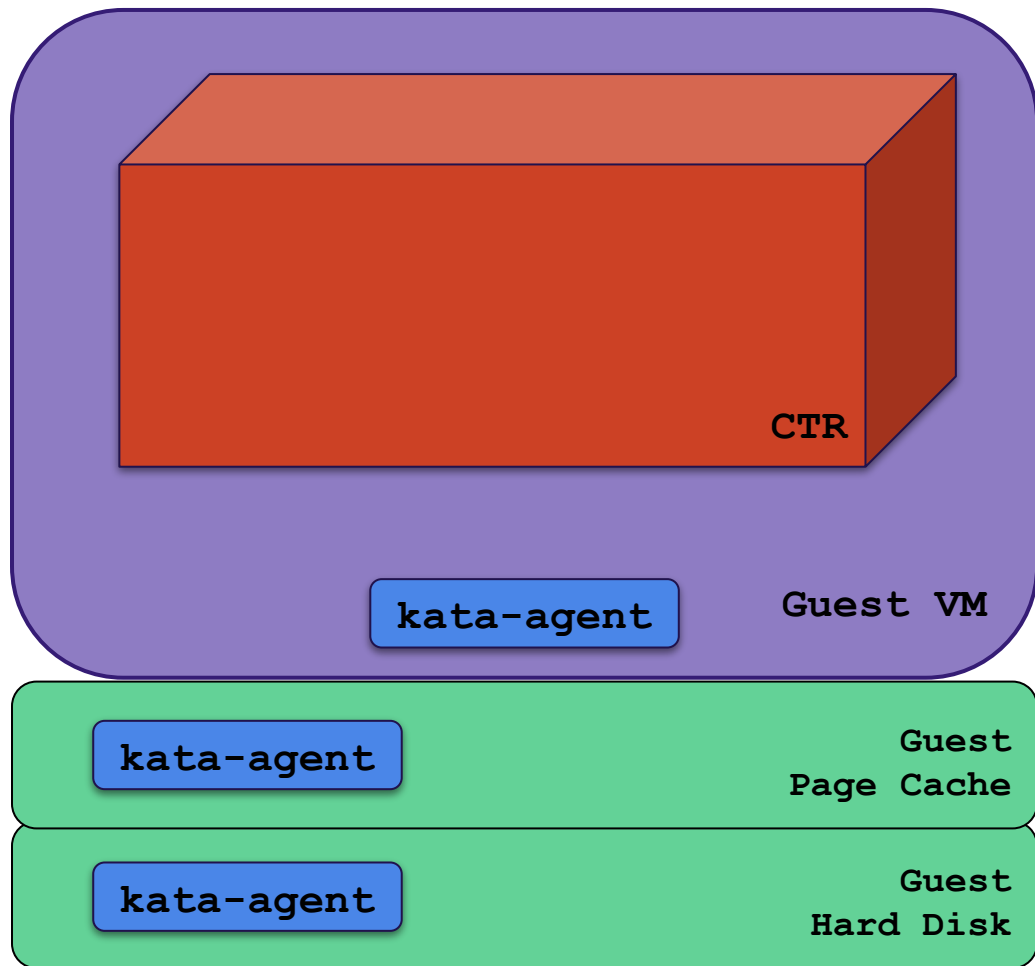 CTR
kata-agent
Guest VM
kata-agent
Guest
Page Cache
kata-agent
Guest
Hard Disk